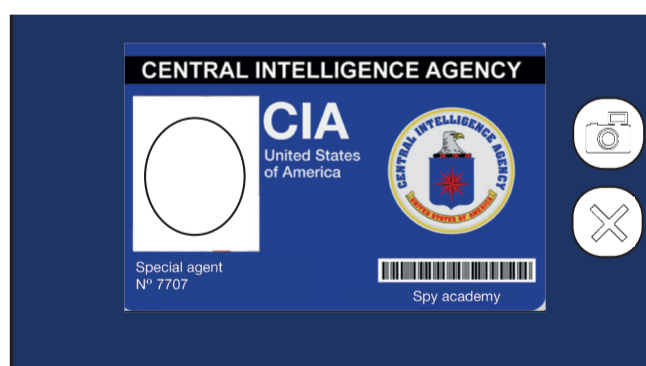 CENTRAL INTELLIGENCE AGENCY
CIA
United States
of America
CENTRAL INTELLIGENCE AGENCY
UNITED STATES OF AMERICA
Special agent
Nº 7707
Spy academy